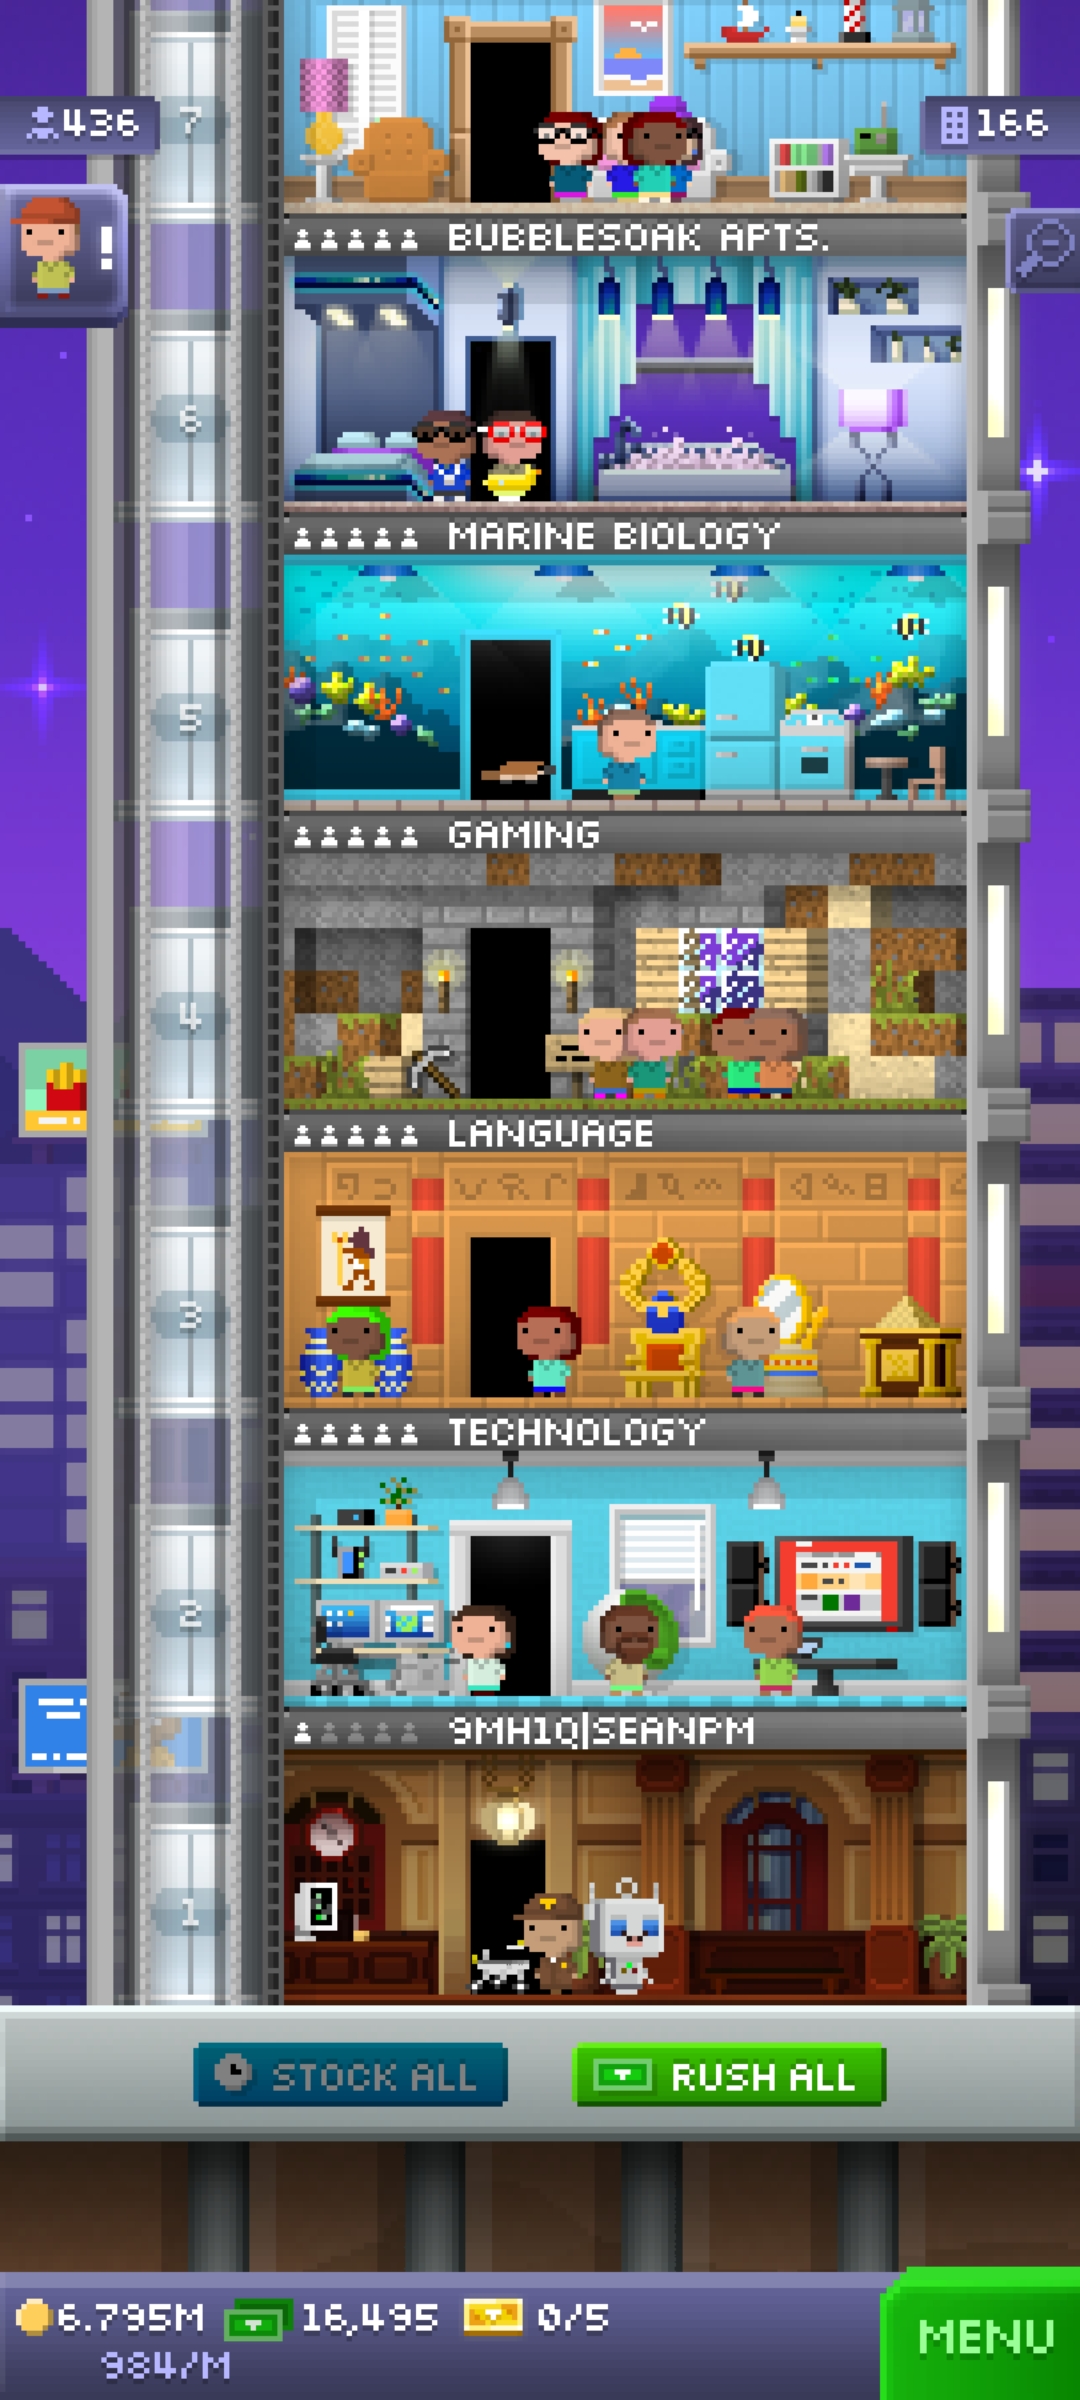 436
7
166
!
BUBBLESOAK APTS.
6
MARINE BIOLOGY
5
GAMING
4
LANGUAGE
3
TECHNOLOGY
2
9MH1Q|SEANPM
1
STOCK ALL
RUSH ALL
6.795M
16,495
0/5
984/M
MENU